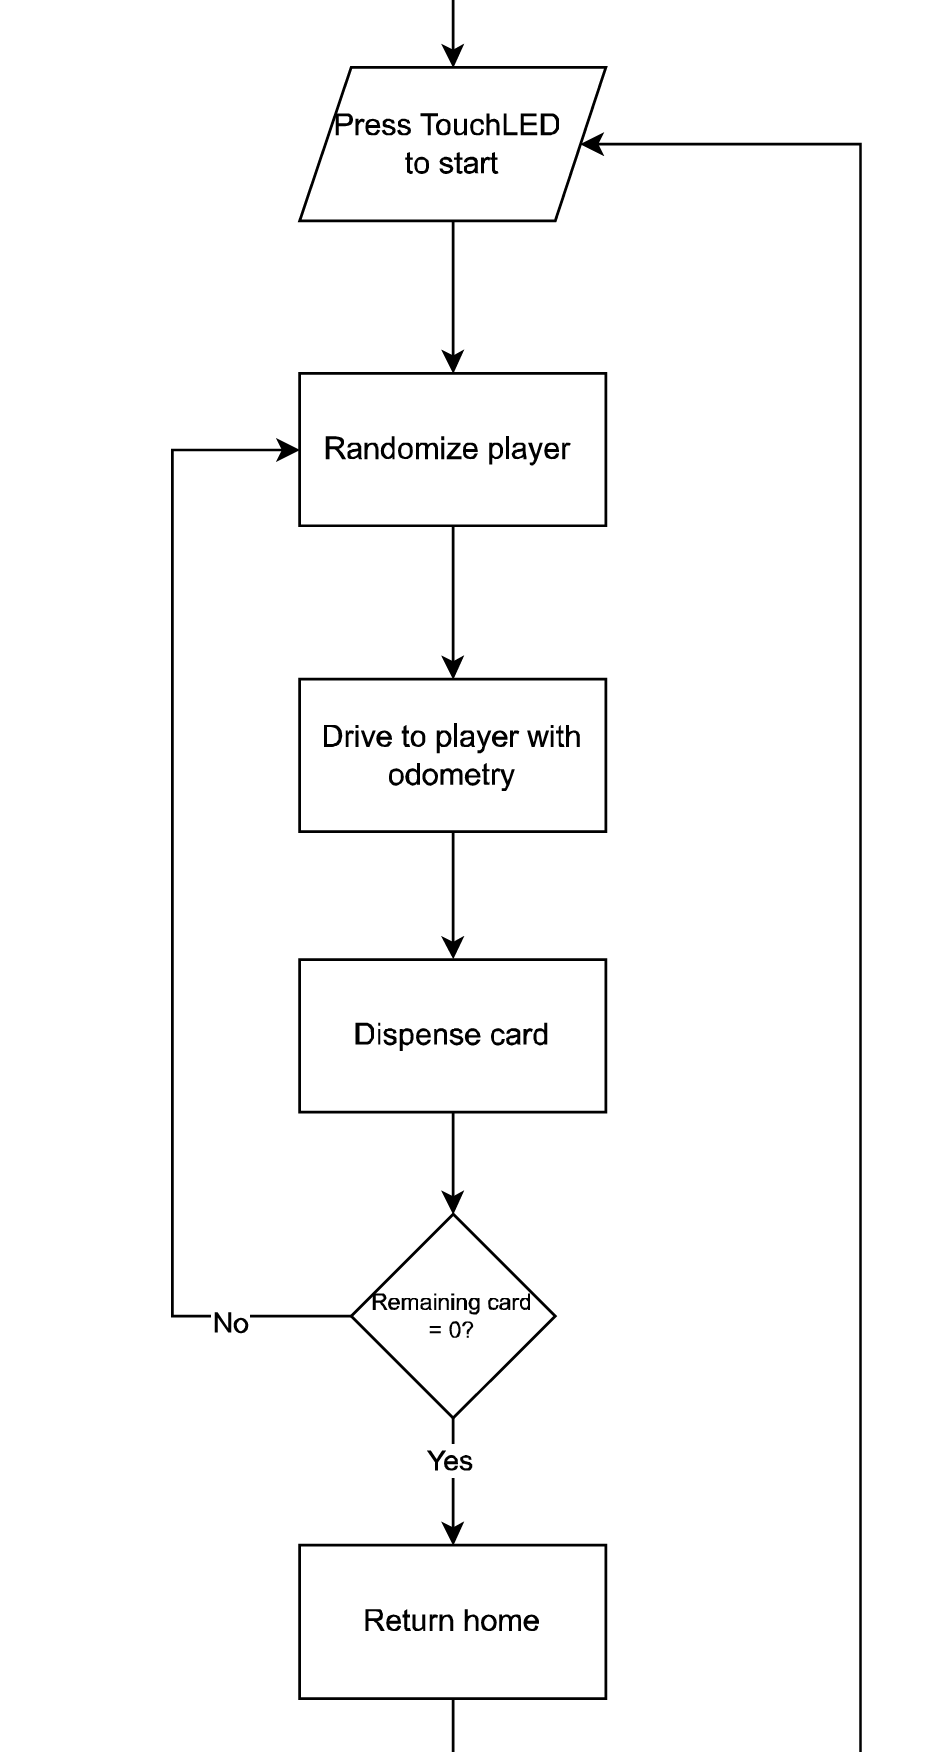 Press TouchLED
to start
Randomize player
Drive to player with
odometry
Dispense card
Remaining card
= 0?
No
Yes
Return home